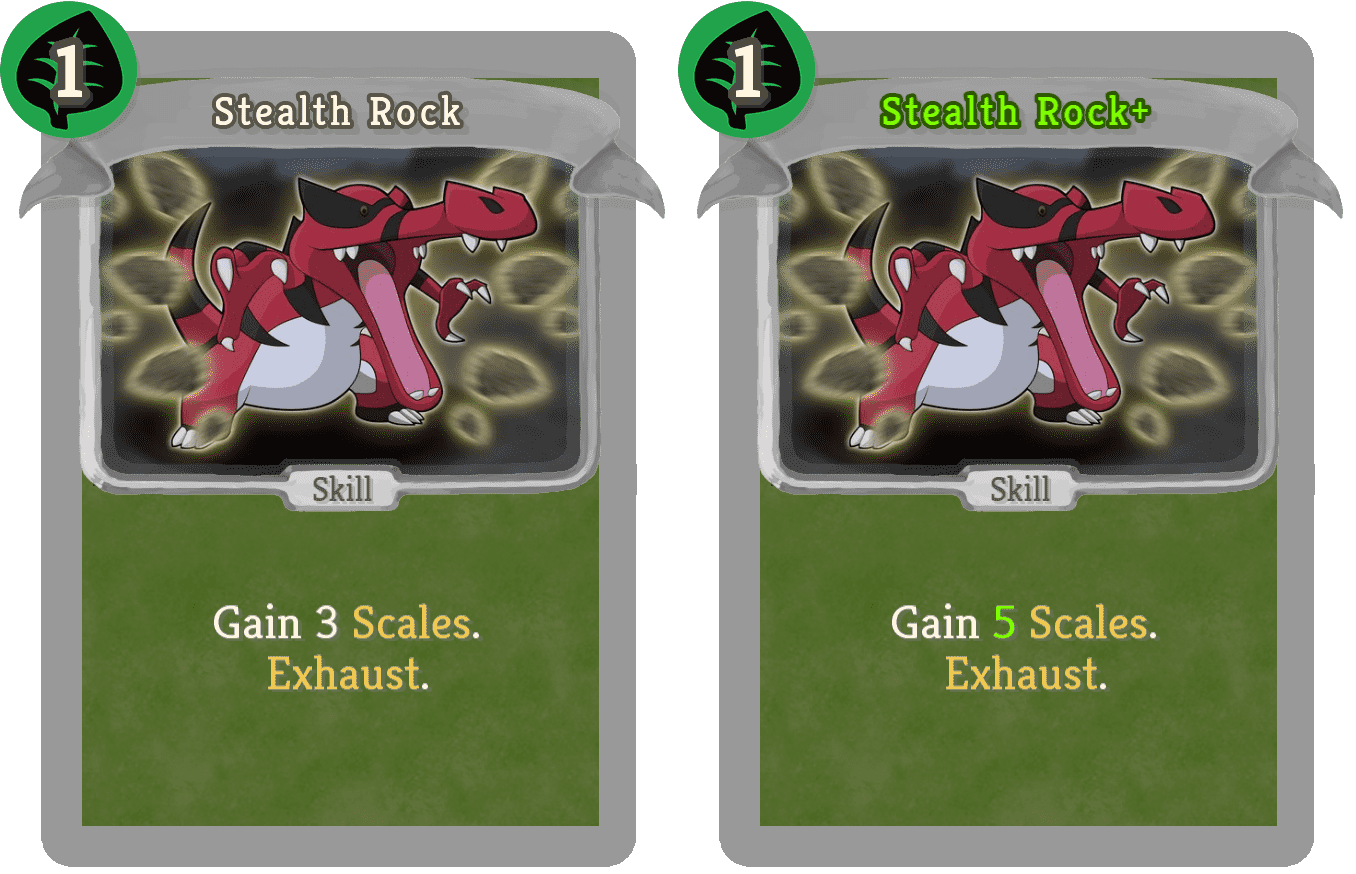 1
Stealth Rock
Skill
Gain 3 Scales.
Exhaust.
1
Stealth Rock+
Skill
Gain 5 Scales.
Exhaust.